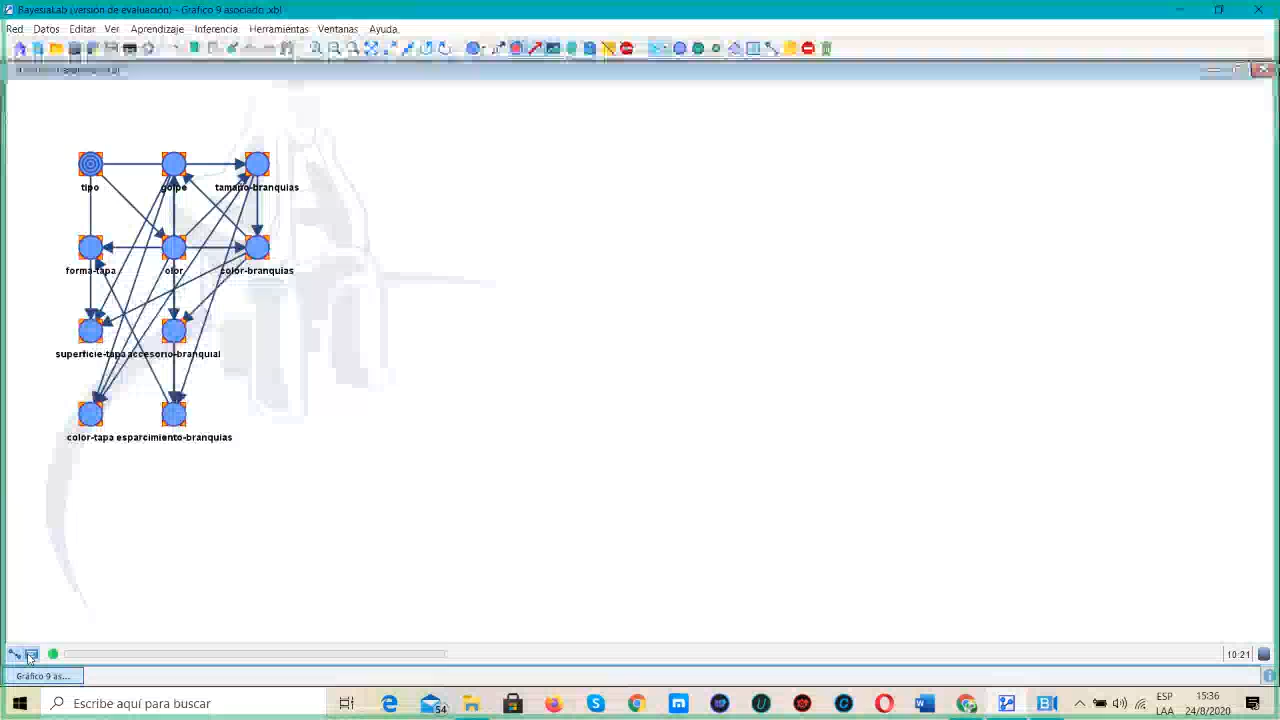 BayesiaLab (versión de evaluación) - Gráfico 9 asociado .xbl
Red Datos Editar Ver Aprendizaje Inferencia Herramientas Ventanas Ayuda
tipo golpe tamaño-branquias
forma-tapa olor color-branquias
superficie-tapa accesorio-branquial
color-tapa esparcimiento-branquias
10:21
Gráfico 9 as...
Escribe aquí para buscar
54
ESP
LAA
15:36
24/8/2020